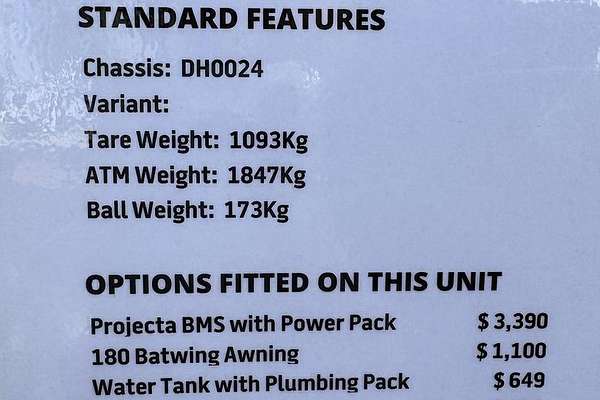 STANDARD FEATURES
Chassis: DH0024
Variant:
Tare Weight: 1093Kg
ATM Weight: 1847Kg
Ball Weight: 173Kg
OPTIONS FITTED ON THIS UNIT
Projecta BMS with Power Pack $ 3,390
180 Batwing Awning $ 1,100
Water Tank with Plumbing Pack $ 649